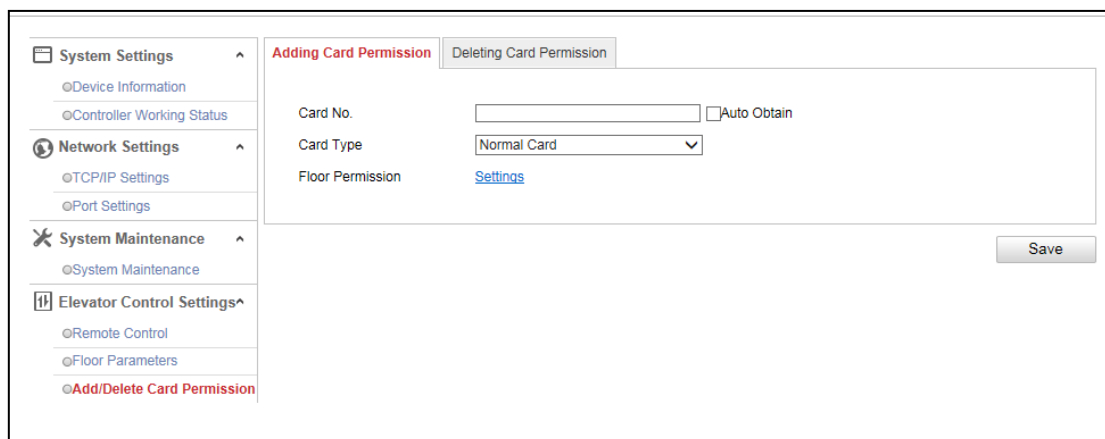 System Settings
Device Information
Controller Working Status
Network Settings
TCP/IP Settings
Port Settings
System Maintenance
System Maintenance
Elevator Control Settings
Remote Control
Floor Parameters
Add/Delete Card Permission
Adding Card Permission
Deleting Card Permission
Card No.
Auto Obtain
Card Type
Normal Card
Floor Permission
Settings
Save